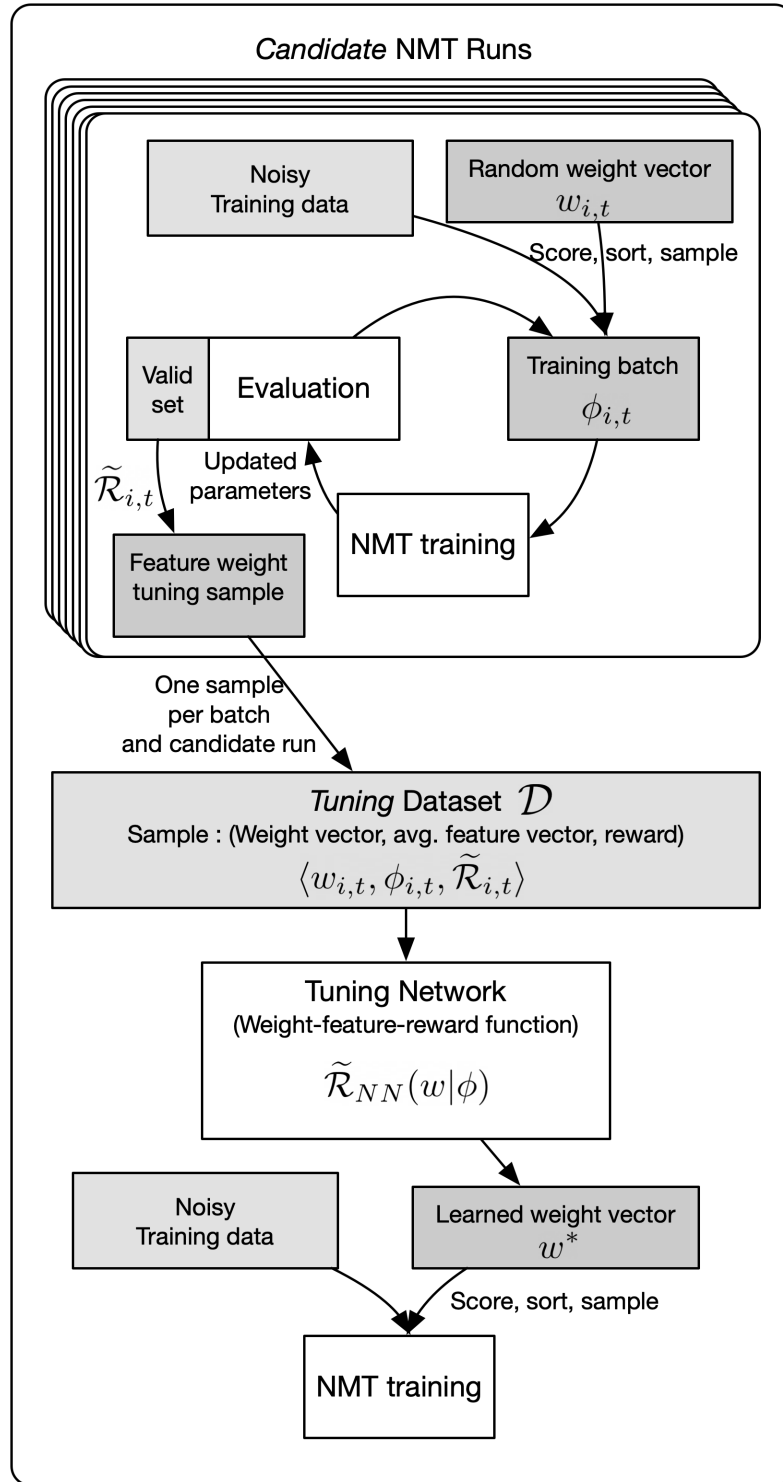 Candidate NMT Runs
Noisy
Training data
Random weight vector
w_{i,t}
Score, sort, sample
Valid
set
Evaluation
Training batch
ϕ_{i,t}
Updated
parameters
R̃_{i,t}
NMT training
Feature weight
tuning sample
One sample
per batch
and candidate run
Tuning Dataset 𝒟
Sample : (Weight vector, avg. feature vector, reward)
⟨w_{i,t}, ϕ_{i,t}, R̃_{i,t}⟩
Tuning Network
(Weight-feature-reward function)
R̃_{NN}(w|ϕ)
Noisy
Training data
Learned weight vector
w*
Score, sort, sample
NMT training